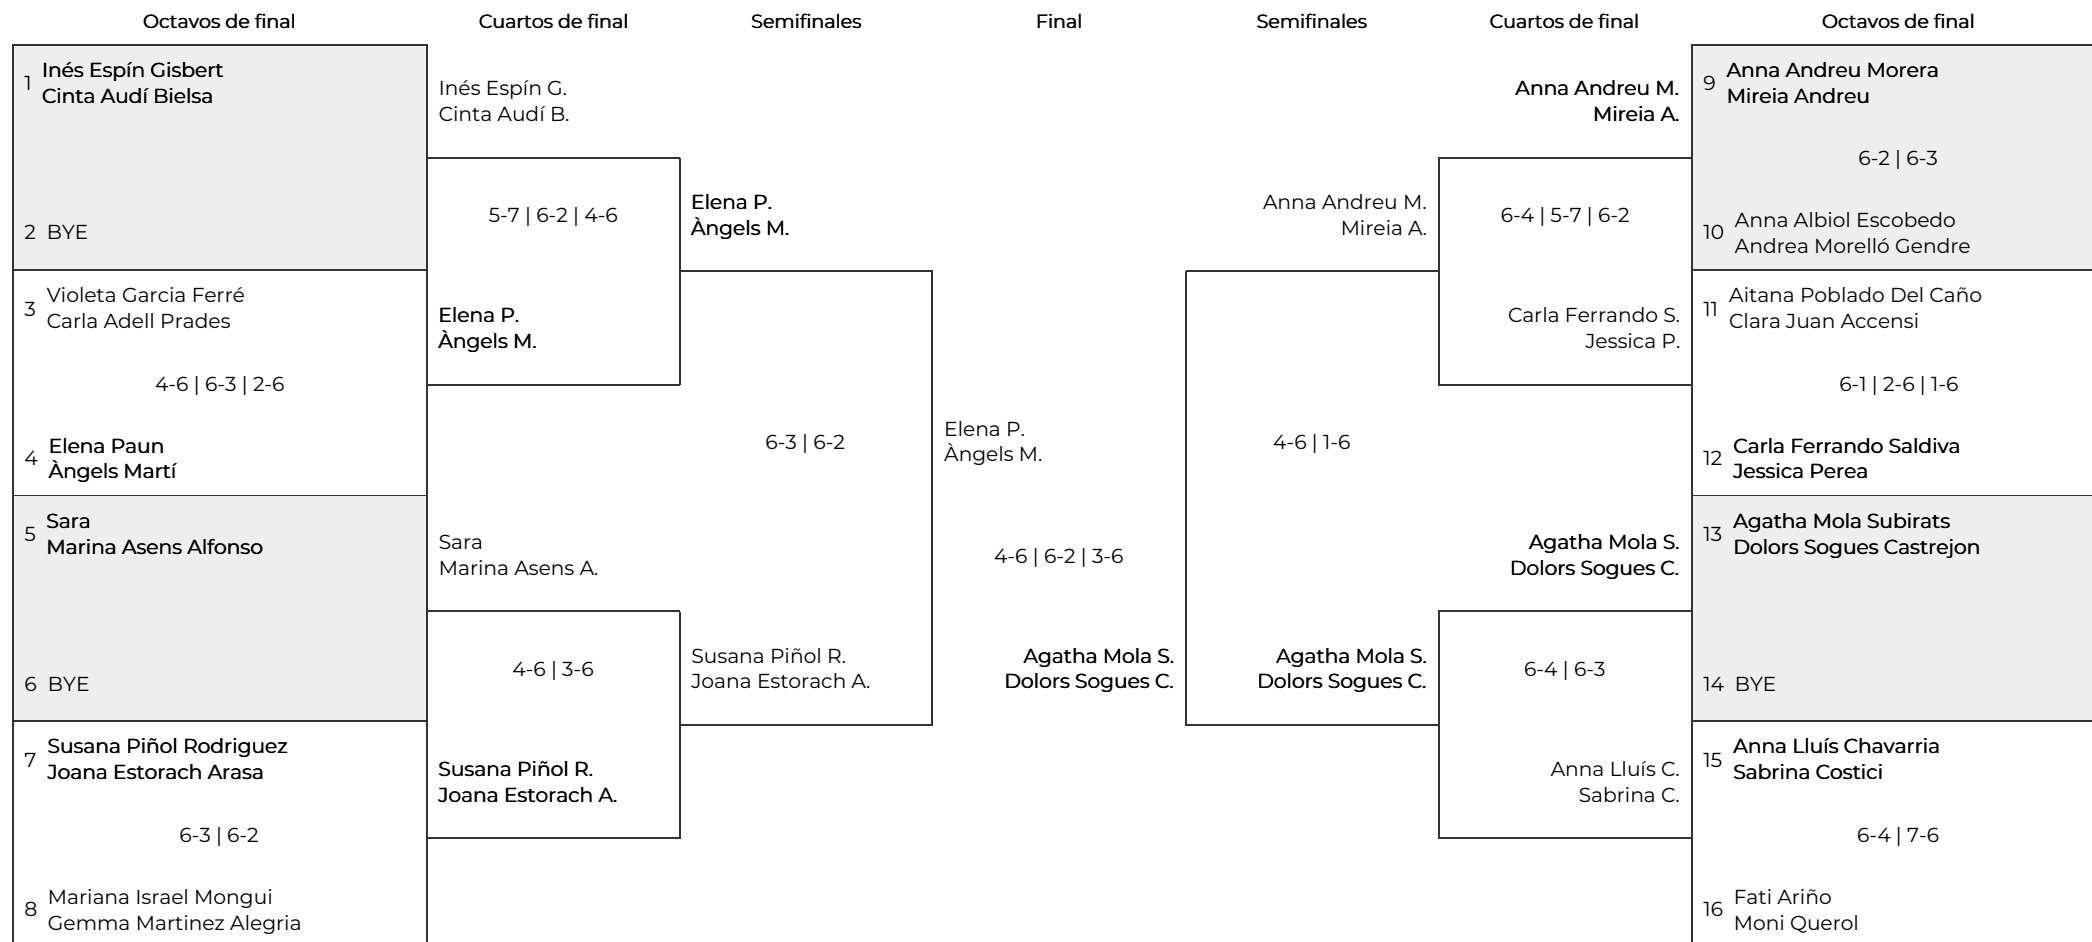 Octavos de final
Cuartos de final
Semifinales
Final
Semifinales
Cuartos de final
Octavos de final
1
Inés Espín Gisbert
Cinta Audí Bielsa
2 BYE
3
Violeta Garcia Ferré
Carla Adell Prades
4-6 | 6-3 | 2-6
4
Elena Paun
Àngels Martí
5
Sara
Marina Asens Alfonso
6 BYE
7
Susana Piñol Rodriguez
Joana Estorach Arasa
6-3 | 6-2
8
Mariana Israel Mongui
Gemma Martinez Alegria
Inés Espín G.
Cinta Audí B.
5-7 | 6-2 | 4-6
Elena P.
Àngels M.
Sara
Marina Asens A.
4-6 | 3-6
Susana Piñol R.
Joana Estorach A.
Elena P.
Àngels M.
6-3 | 6-2
Susana Piñol R.
Joana Estorach A.
Elena P.
Àngels M.
4-6 | 6-2 | 3-6
Agatha Mola S.
Dolors Sogues C.
Anna Andreu M.
Mireia A.
4-6 | 1-6
Agatha Mola S.
Dolors Sogues C.
Anna Andreu M.
Mireia A.
6-4 | 5-7 | 6-2
Carla Ferrando S.
Jessica P.
Agatha Mola S.
Dolors Sogues C.
6-4 | 6-3
Anna Lluís C.
Sabrina C.
9
Anna Andreu Morera
Mireia Andreu
6-2 | 6-3
10
Anna Albiol Escobedo
Andrea Morelló Gendre
11
Aitana Poblado Del Caño
Clara Juan Accensi
6-1 | 2-6 | 1-6
12
Carla Ferrando Saldiva
Jessica Perea
13
Agatha Mola Subirats
Dolors Sogues Castrejon
14 BYE
15
Anna Lluís Chavarria
Sabrina Costici
6-4 | 7-6
16
Fati Ariño
Moni Querol